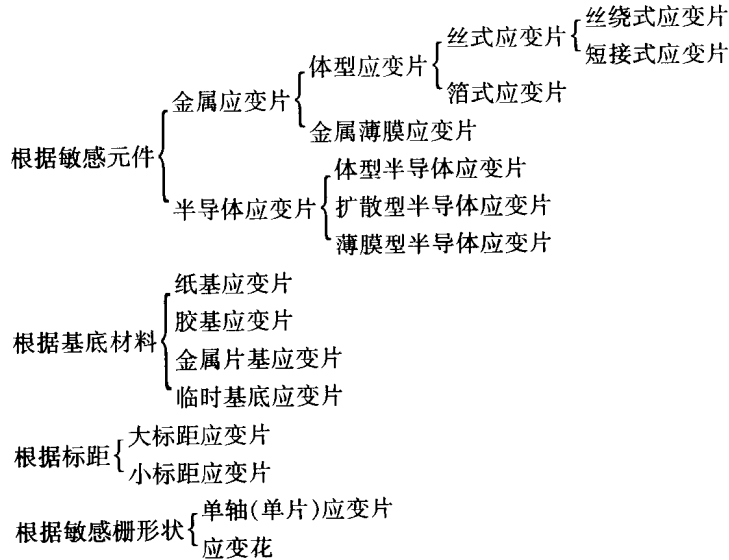 丝绕式应变片
丝式应变片
短接式应变片
体型应变片
箔式应变片
金属应变片
金属薄膜应变片
根据敏感元件
体型半导体应变片
半导体应变片
扩散型半导体应变片
薄膜型半导体应变片
纸基应变片
胶基应变片
根据基底材料
金属片基应变片
临时基底应变片
大标距应变片
根据标距
小标距应变片
单轴(单片)应变片
根据敏感栅形状
应变花